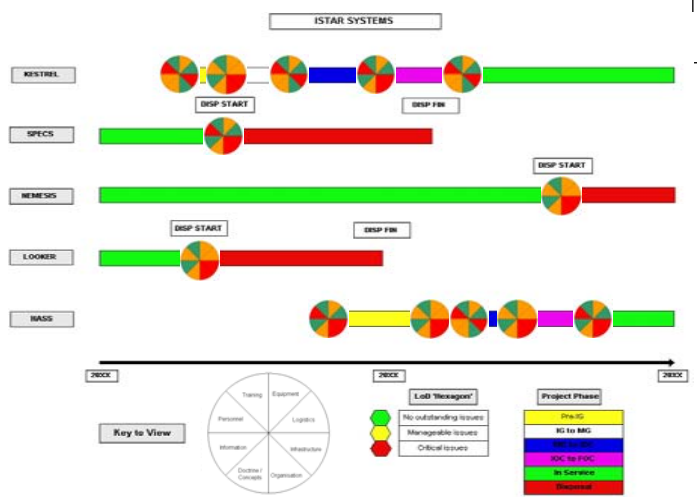 ISTAR SYSTEMS
KESTREL
DISP START
DISP FIN
SPECS
DISP START
NEMESIS
DISP START
DISP FIN
LOOKER
HASS
20XX
20XX
20XX
LoD 'Hexagon'
Project Phase
Training
Equipment
Personnel
Logistics
Information
Infrastructure
Doctrine /
Concepts
Organisation
Key to View
No outstanding issues
Manageable Issues
Critical Issues
Pre-IG
IG to MG
IOC to FOC
In Service
Disposal